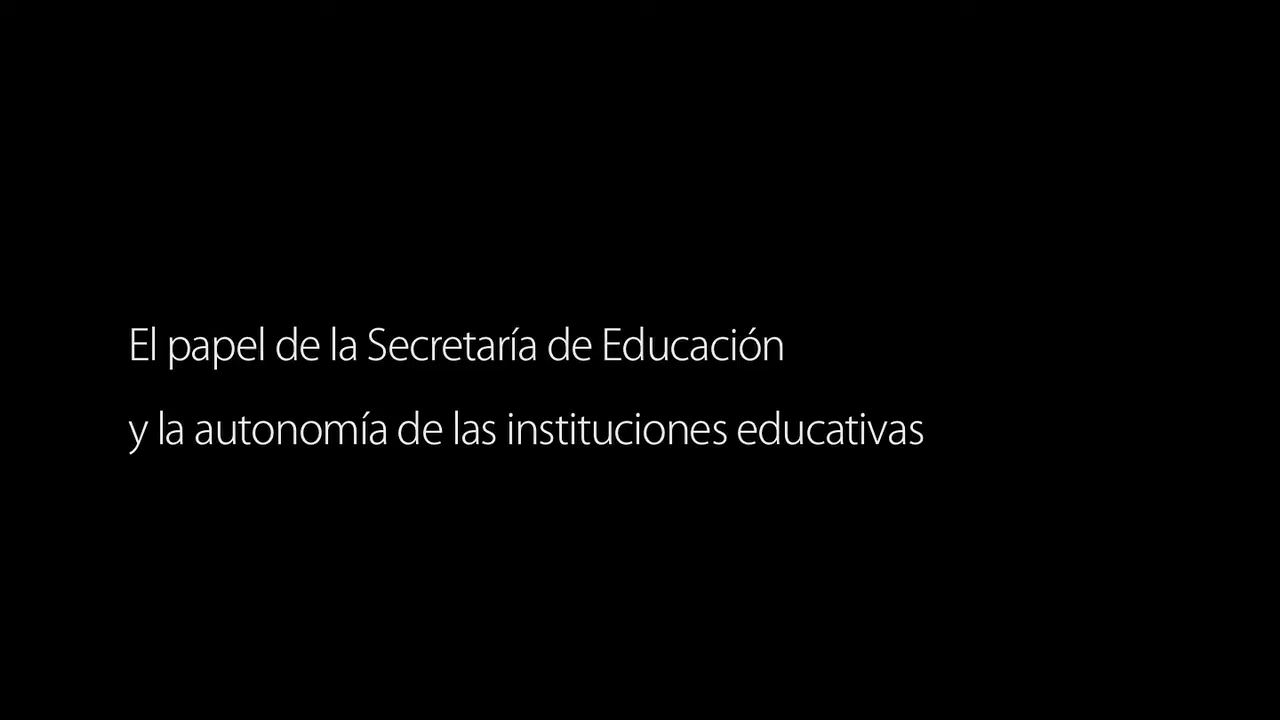 El papel de la Secretaría de Educación
y la autonomía de las instituciones educativas